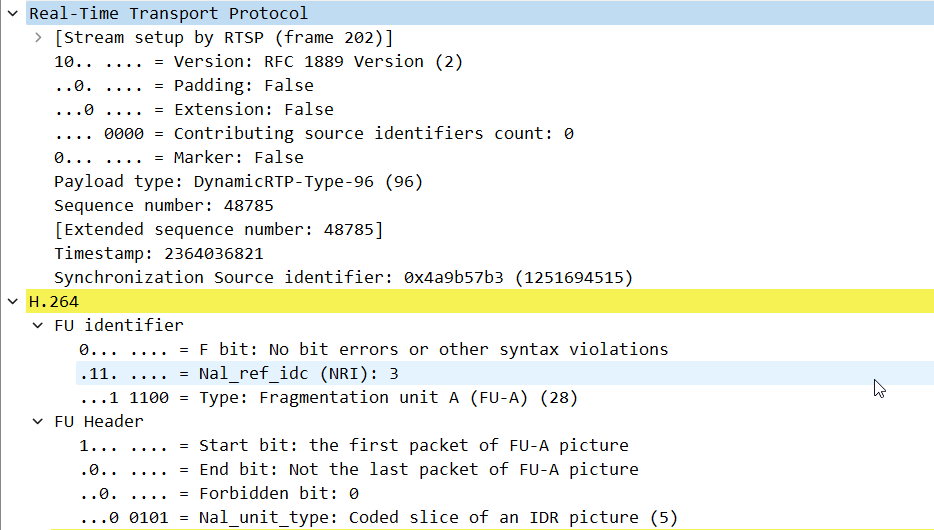 Real-Time Transport Protocol
[Stream setup by RTSP (frame 202)]
10.. .... = Version: RFC 1889 Version (2)
..0. .... = Padding: False
...0 .... = Extension: False
.... 0000 = Contributing source identifiers count: 0
0... .... = Marker: False
Payload type: DynamicRTP-Type-96 (96)
Sequence number: 48785
[Extended sequence number: 48785]
Timestamp: 2364036821
Synchronization Source identifier: 0x4a9b57b3 (1251694515)
H.264
FU identifier
0... .... = F bit: No bit errors or other syntax violations
.11. .... = Nal_ref_idc (NRI): 3
...1 1100 = Type: Fragmentation unit A (FU-A) (28)
FU Header
1... .... = Start bit: the first packet of FU-A picture
.0.. .... = End bit: Not the last packet of FU-A picture
..0. .... = Forbidden bit: 0
...0 0101 = Nal_unit_type: Coded slice of an IDR picture (5)